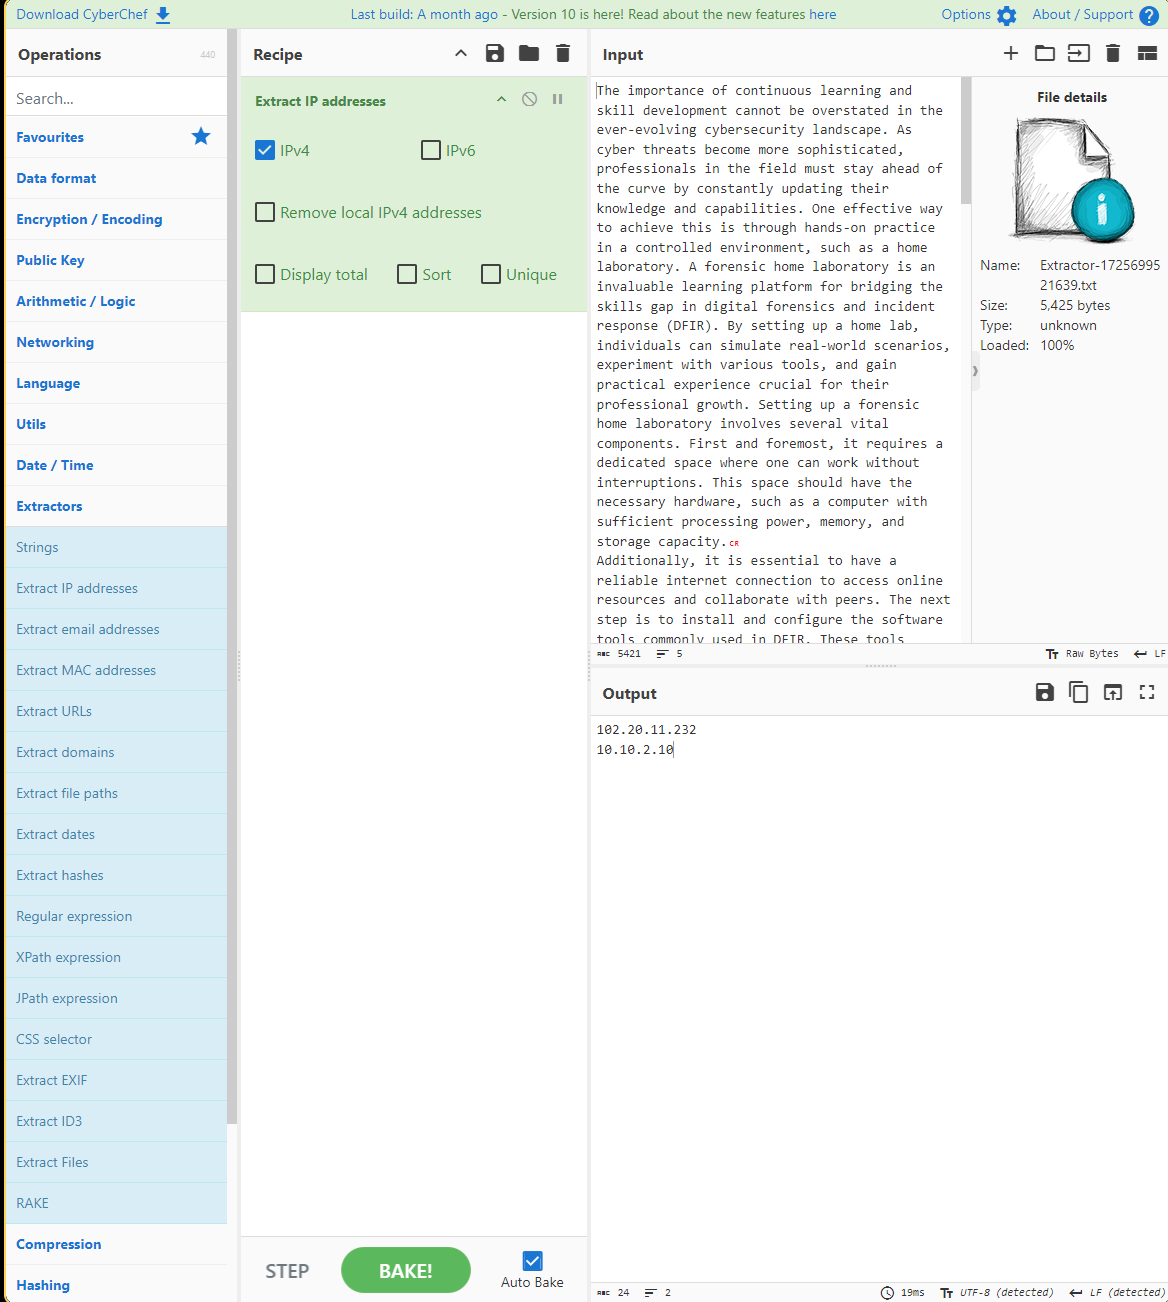 Download CyberChef
Last build: A month ago - Version 10 is here! Read about the new features here
Options
About / Support
Operations
440
Search...
Favourites
Data format
Encryption / Encoding
Public Key
Arithmetic / Logic
Networking
Language
Utils
Date / Time
Extractors
Strings
Extract IP addresses
Extract email addresses
Extract MAC addresses
Extract URLs
Extract domains
Extract file paths
Extract dates
Extract hashes
Regular expression
XPath expression
JPath expression
CSS selector
Extract EXIF
Extract ID3
Extract Files
RAKE
Compression
Hashing
Recipe
Extract IP addresses
IPv4
IPv6
Remove local IPv4 addresses
Display total
Sort
Unique
STEP
BAKE!
Auto Bake
Input
The importance of continuous learning and
skill development cannot be overstated in the
ever-evolving cybersecurity landscape. As
cyber threats become more sophisticated,
professionals in the field must stay ahead of
the curve by constantly updating their
knowledge and capabilities. One effective way
to achieve this is through hands-on practice
in a controlled environment, such as a home
laboratory. A forensic home laboratory is an
invaluable learning platform for bridging the
skills gap in digital forensics and incident
response (DFIR). By setting up a home lab,
individuals can simulate real-world scenarios,
experiment with various tools, and gain
practical experience crucial for their
professional growth. Setting up a forensic
home laboratory involves several vital
components. First and foremost, it requires a
dedicated space where one can work without
interruptions. This space should have the
necessary hardware, such as a computer with
sufficient processing power, memory, and
storage capacity.CR
Additionally, it is essential to have a
reliable internet connection to access online
resources and collaborate with peers. The next
step is to install and configure the software
tools commonly used in DFIR. These tools
File details
Name: Extractor-17256995
21639.txt
Size: 5,425 bytes
Type: unknown
Loaded: 100%
ABC 5421 5
Tт Raw Bytes LF
Output
102.20.11.232
10.10.2.10
ABC 24 2
19ms Tт UTF-8 (detected) LF (detected)